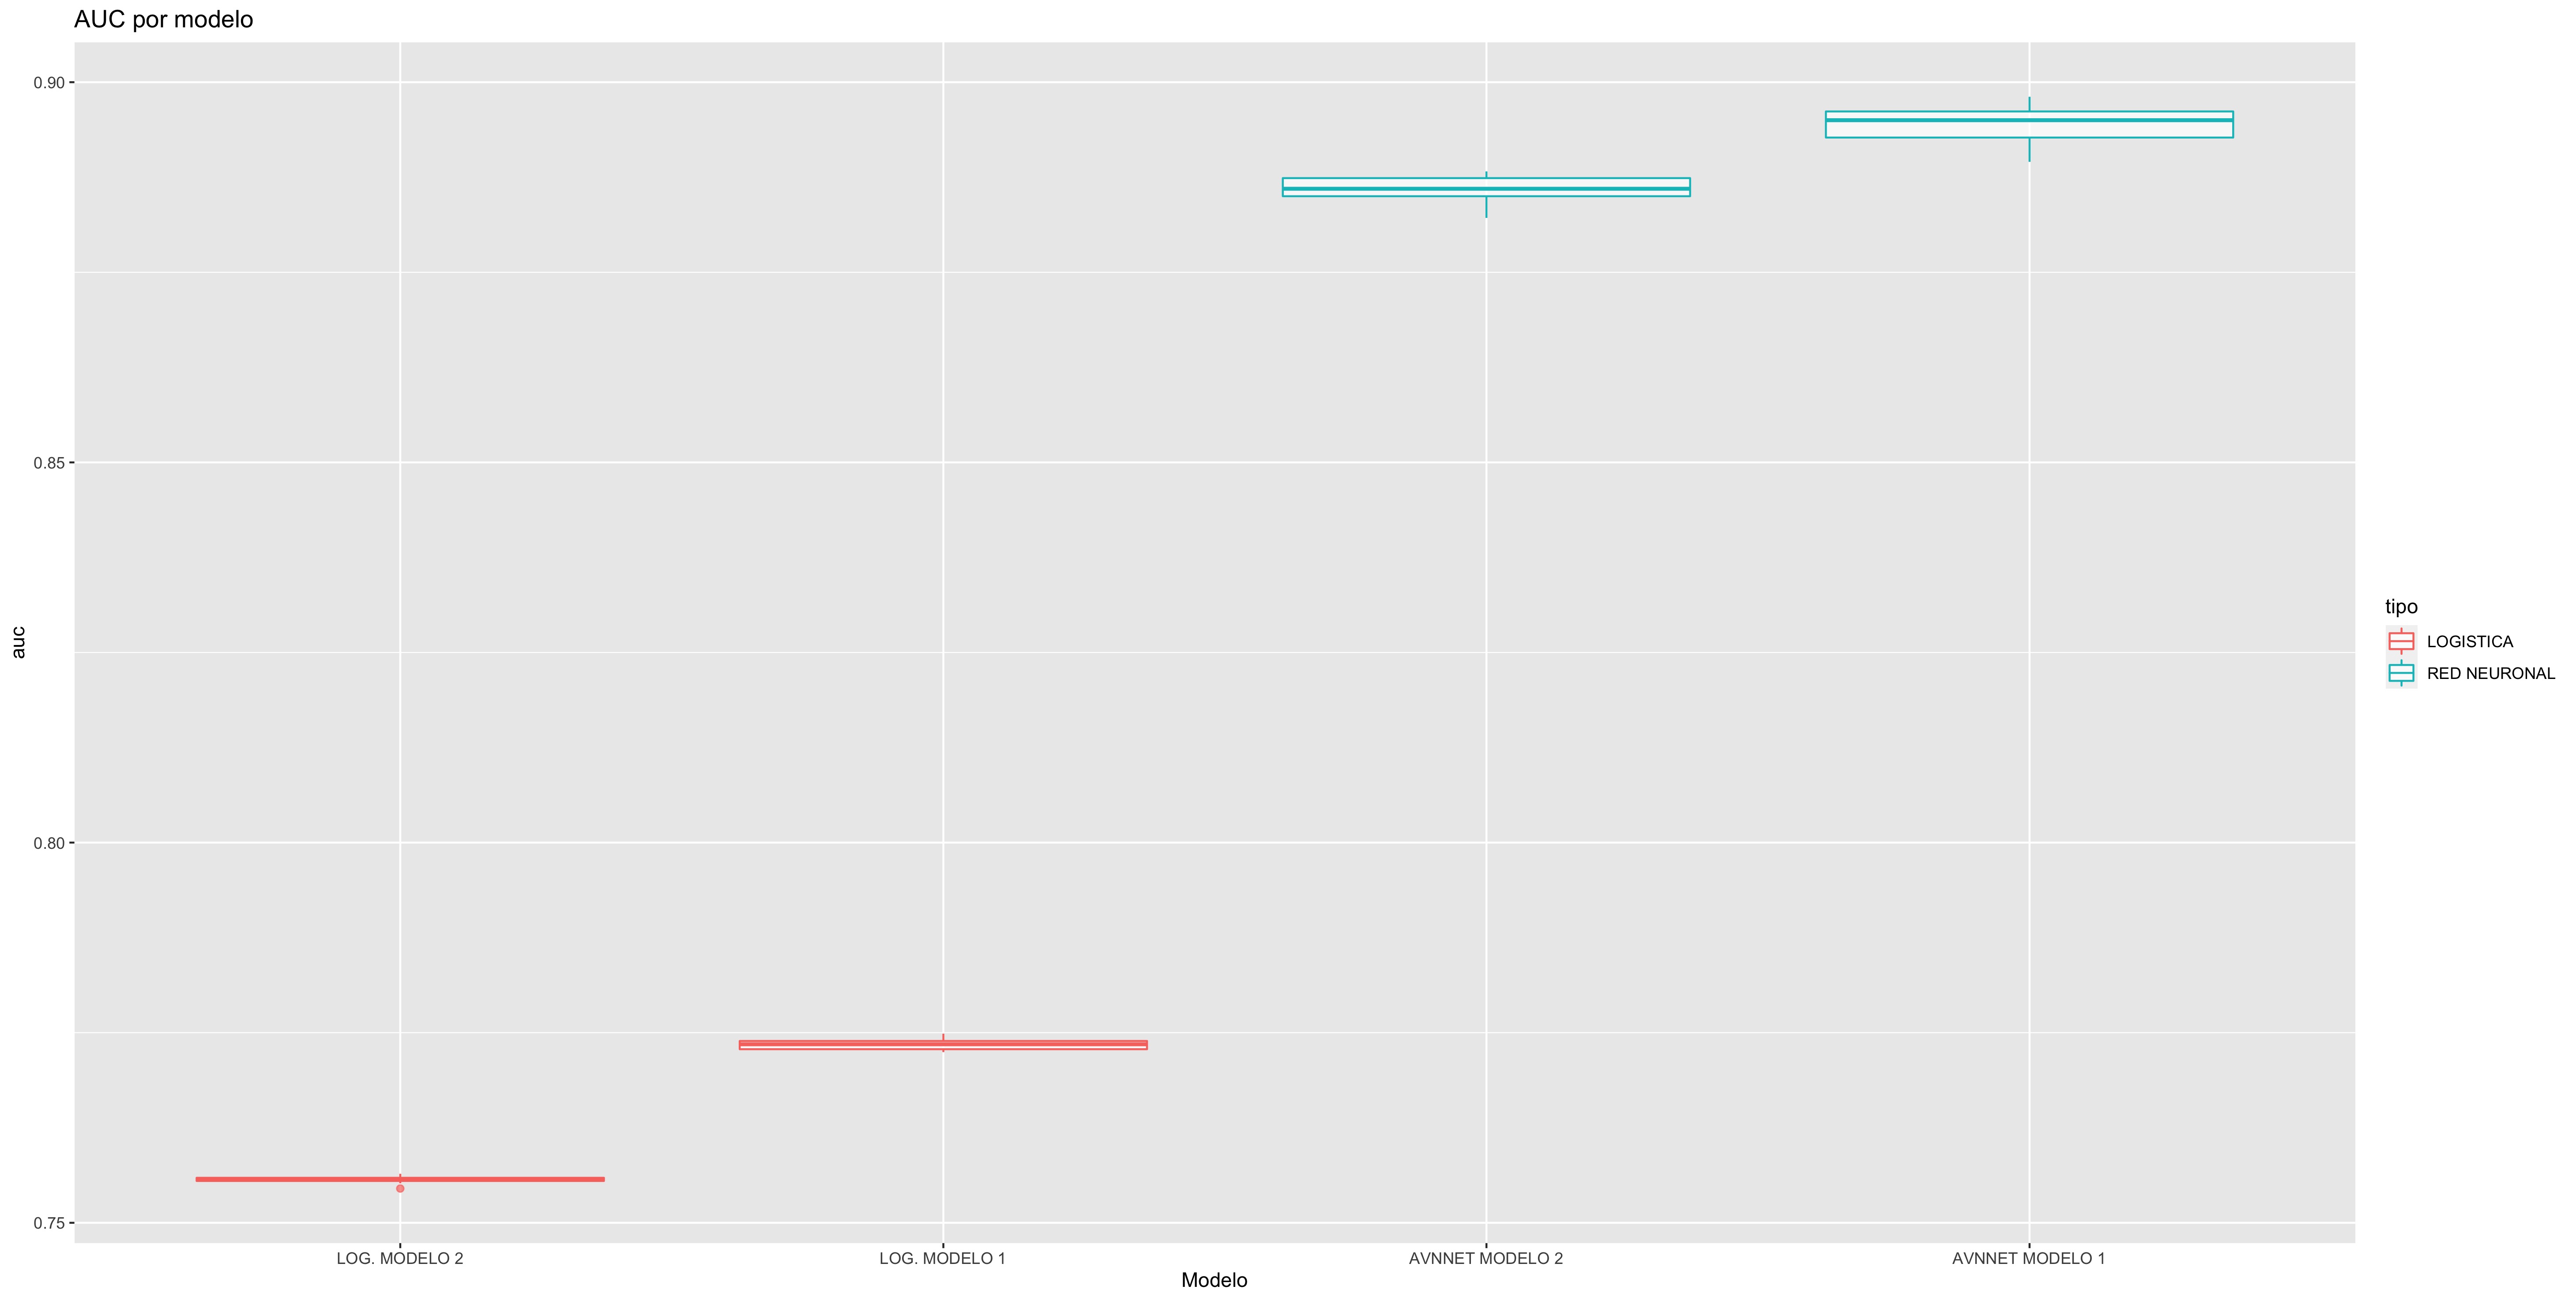 AUC por modelo
0.90
0.85
0.80
0.75
auc
LOG. MODELO 2
LOG. MODELO 1
AVNNET MODELO 2
AVNNET MODELO 1
Modelo
tipo
LOGISTICA
RED NEURONAL